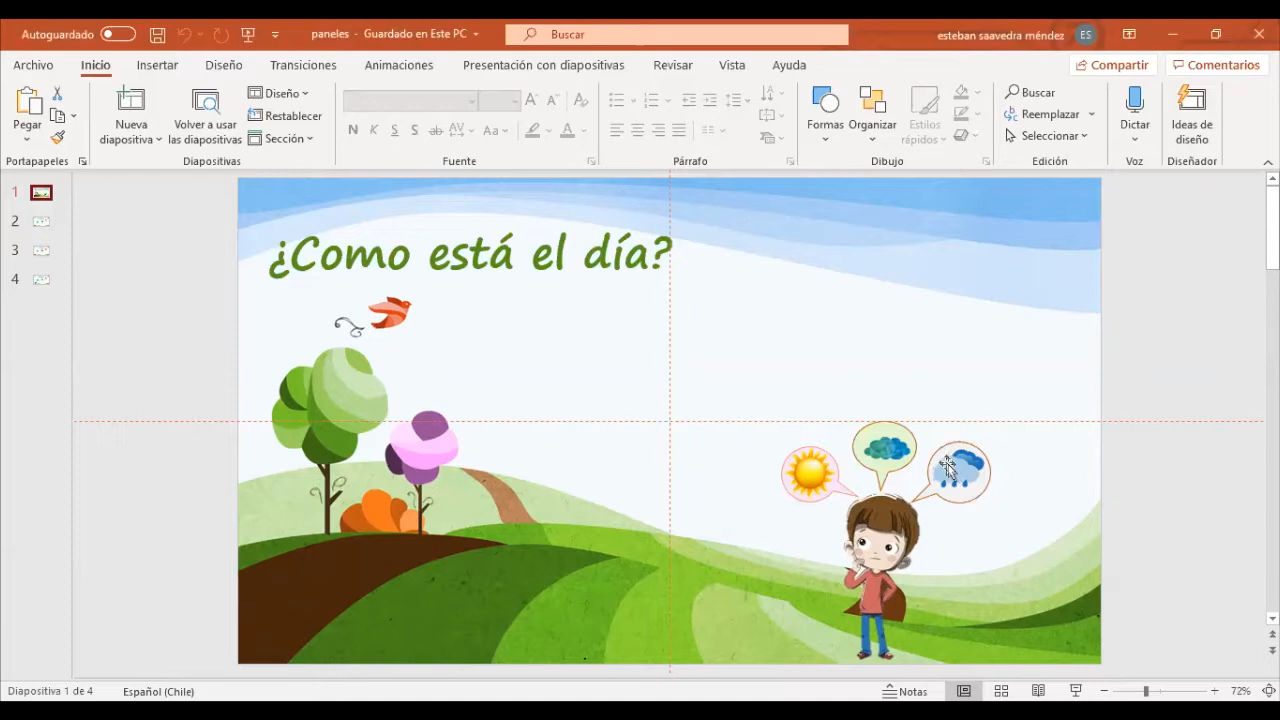 Autoguardado
paneles - Guardado en Este PC
Buscar
esteban saavedra méndez ES
Archivo Inicio Insertar Diseño Transiciones Animaciones Presentación con diapositivas Revisar Vista Ayuda Compartir Comentarios
Pegar
Portapapeles
Nueva diapositiva
Volver a usar las diapositivas
Diseño
Restablecer
Sección
Diapositivas
N K S S ab AV Aa A
Fuente
Párrafo
Formas
Organizar
Estilos rápidos
Dibujo
Buscar
Reemplazar
Seleccionar
Edición
Dictar
Voz
Ideas de diseño
Diseñador
1
2
3
4
¿Como está el día?
Diapositiva 1 de 4 Español (Chile) Notas 72%